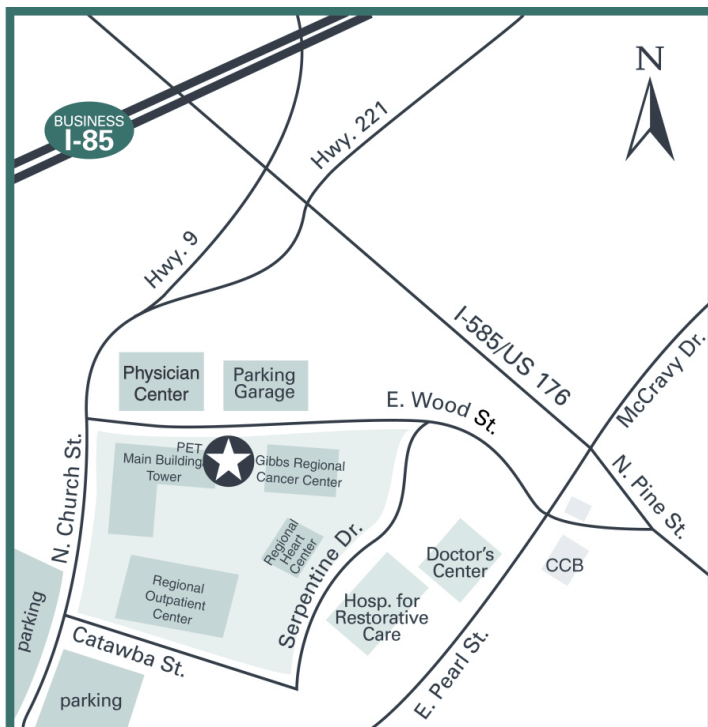 BUSINESS
I-85
N
Hwy. 221
Hwy. 9
I-585/US 176
McCravy Dr.
N. Pine St.
Physician
Center
Parking
Garage
E. Wood St.
PET
Main Building/
Tower
Gibbs Regional
Cancer Center
N. Church St.
Regional
Heart
Center
Serpentine Dr.
Doctor's
Center
CCB
Regional
Outpatient
Center
Hosp. for
Restorative
Care
parking
Catawba St.
E. Pearl St.
parking